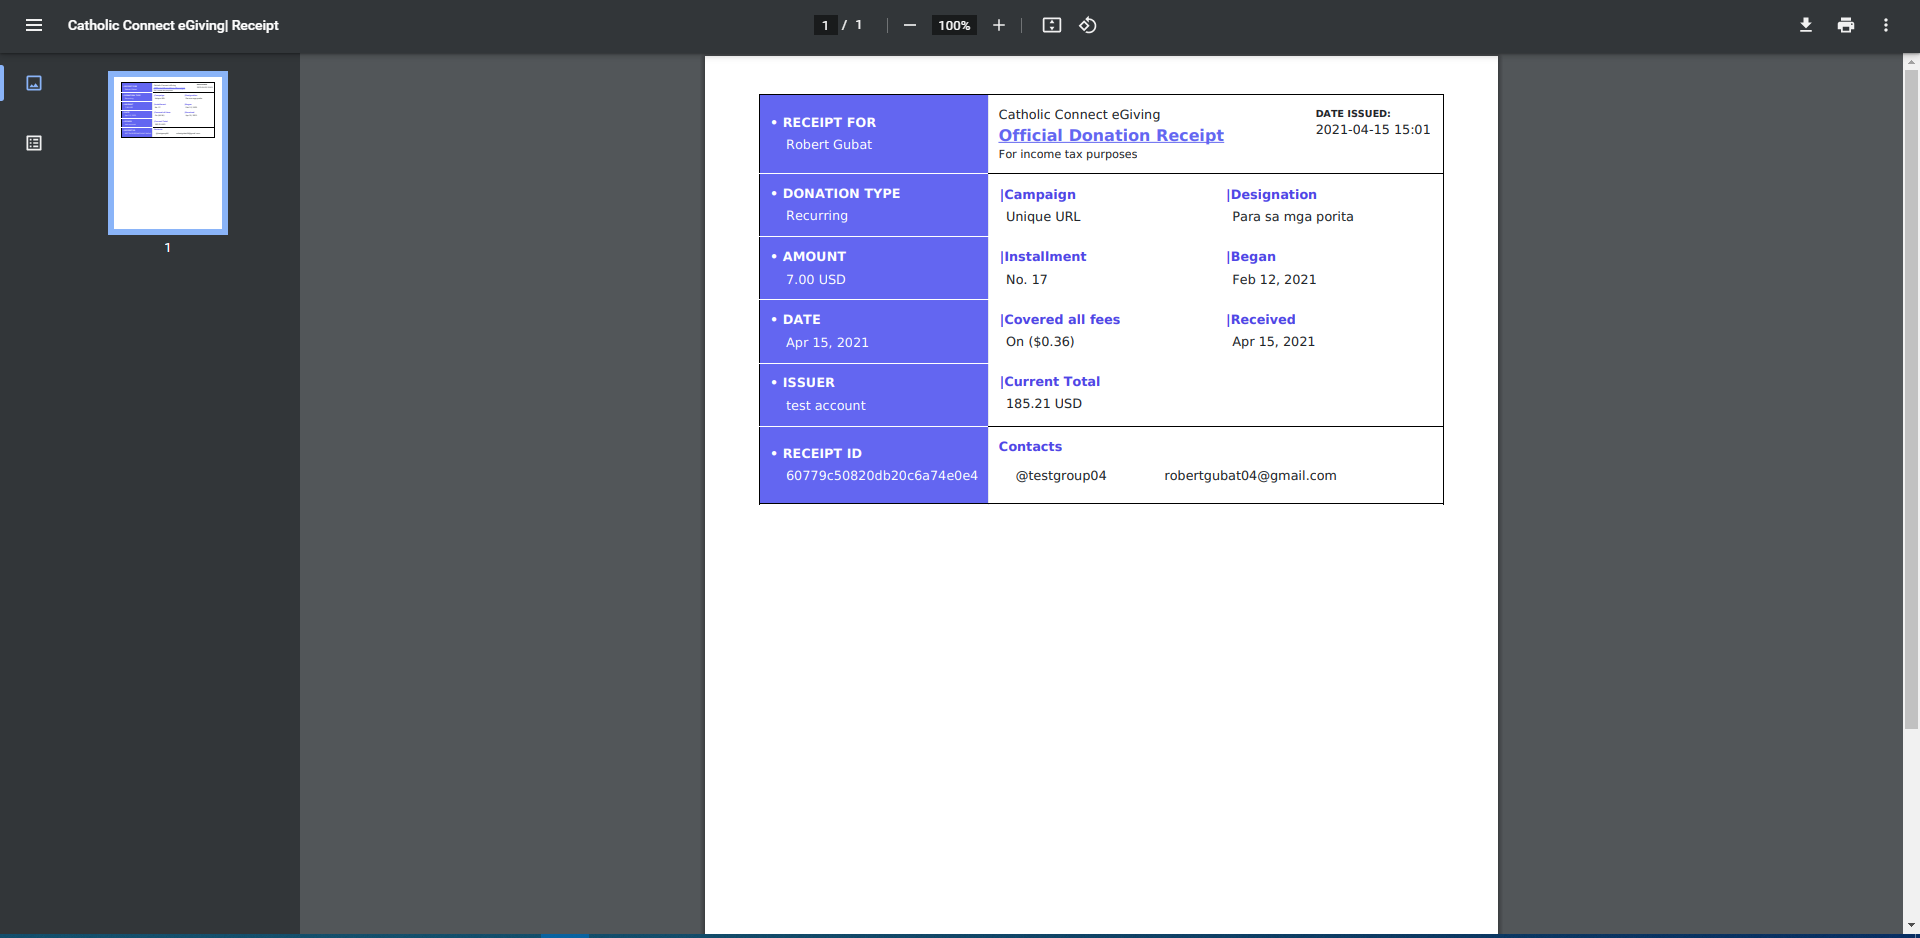 Catholic Connect eGiving| Receipt
1 / 1
100%
1
• RECEIPT FOR
Robert Gubat
Catholic Connect eGiving
Official Donation Receipt
For income tax purposes
DATE ISSUED:
2021-04-15 15:01
• DONATION TYPE
Recurring
|Campaign
Unique URL
|Designation
Para sa mga porita
• AMOUNT
7.00 USD
|Installment
No. 17
|Began
Feb 12, 2021
• DATE
Apr 15, 2021
|Covered all fees
On ($0.36)
|Received
Apr 15, 2021
• ISSUER
test account
|Current Total
185.21 USD
• RECEIPT ID
60779c50820db20c6a74e0e4
Contacts
@testgroup04 robertgubat04@gmail.com